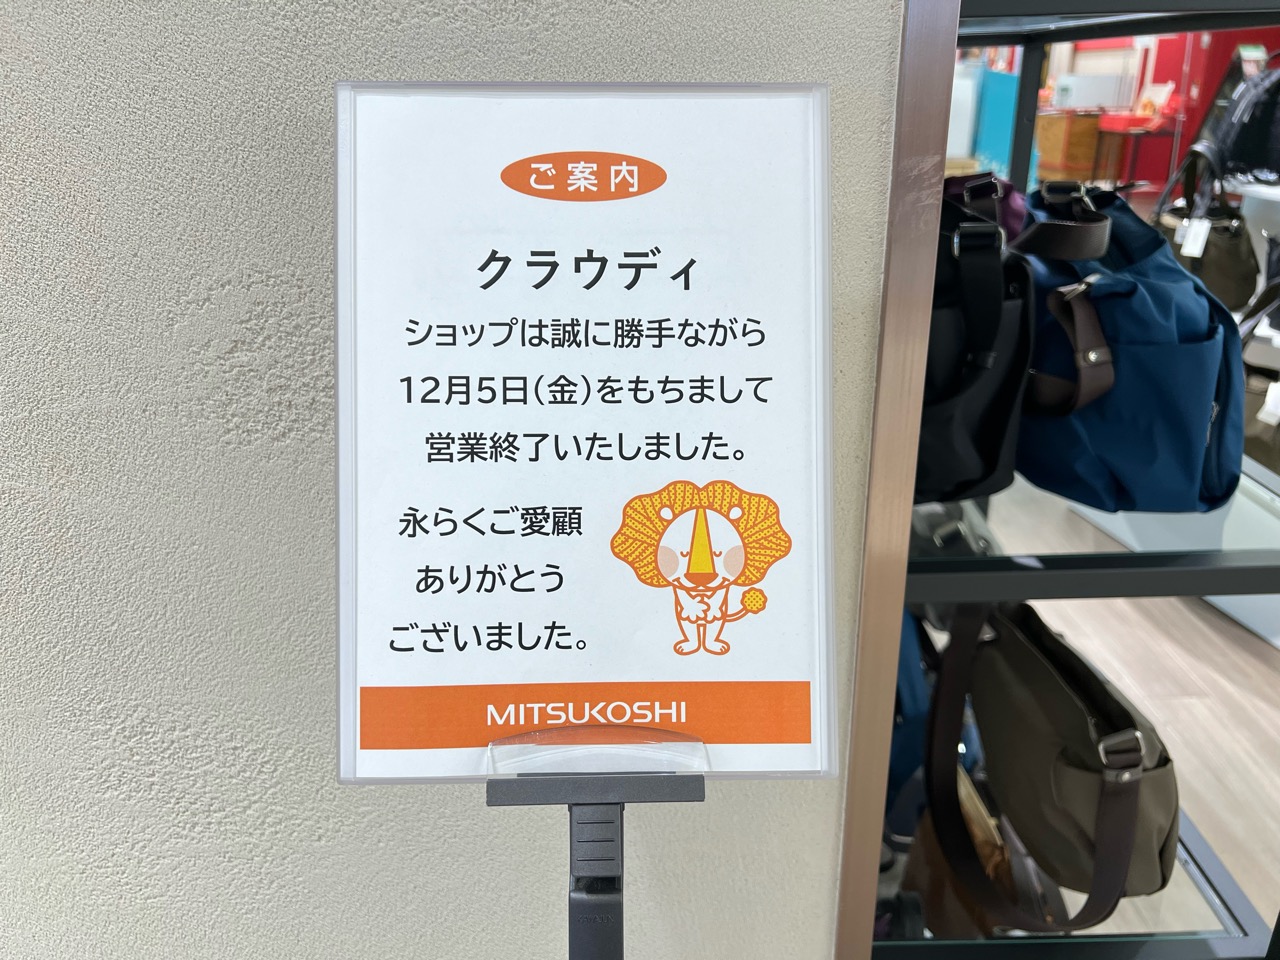 ご案内
クラウディ
ショップは誠に勝手ながら
12月5日(金)をもちまして
営業終了いたしました。
永らくご愛顧
ありがとう
ございました。
MITSUKOSHI